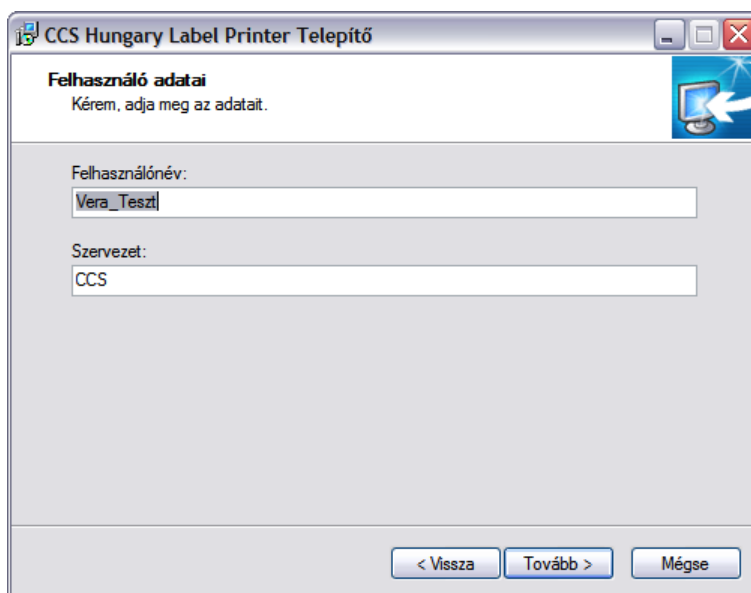 CCS Hungary Label Printer Telepítő
Felhasználó adatai
Kérem, adja meg az adatait.
Felhasználónév:
Vera_Teszt
Szervezet:
CCS
< Vissza Tovább > Mégse